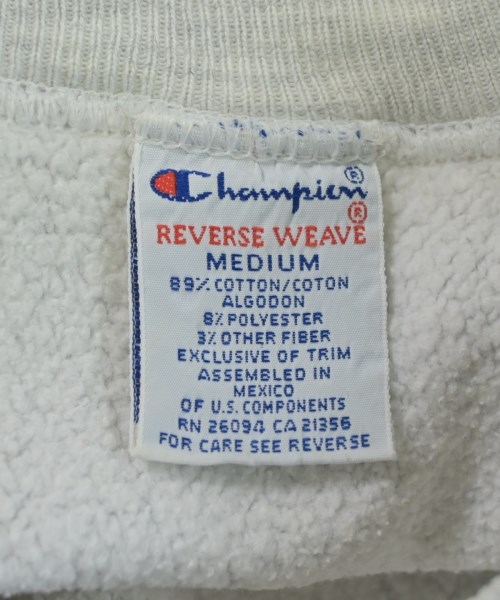 Champion®
REVERSE WEAVE®
MEDIUM
89% COTTON/COTON
ALGODON
8% POLYESTER
3% OTHER FIBER
EXCLUSIVE OF TRIM
ASSEMBLED IN
MEXICO
OF U.S. COMPONENTS
RN 26094 CA 21356
FOR CARE SEE REVERSE